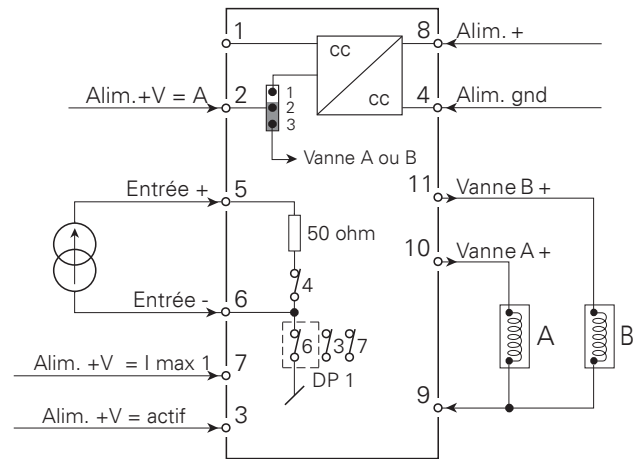 1
cc
cc
8
Alim. +
Alim.+V = A
2
1
2
3
4
Alim. gnd
Vanne A ou B
11
Vanne B +
Entrée +
5
50 ohm
10
Vanne A +
4
Entrée -
6
6
3
7
DP 1
A
B
Alim. +V = I max 1
7
9
Alim. +V = actif
3